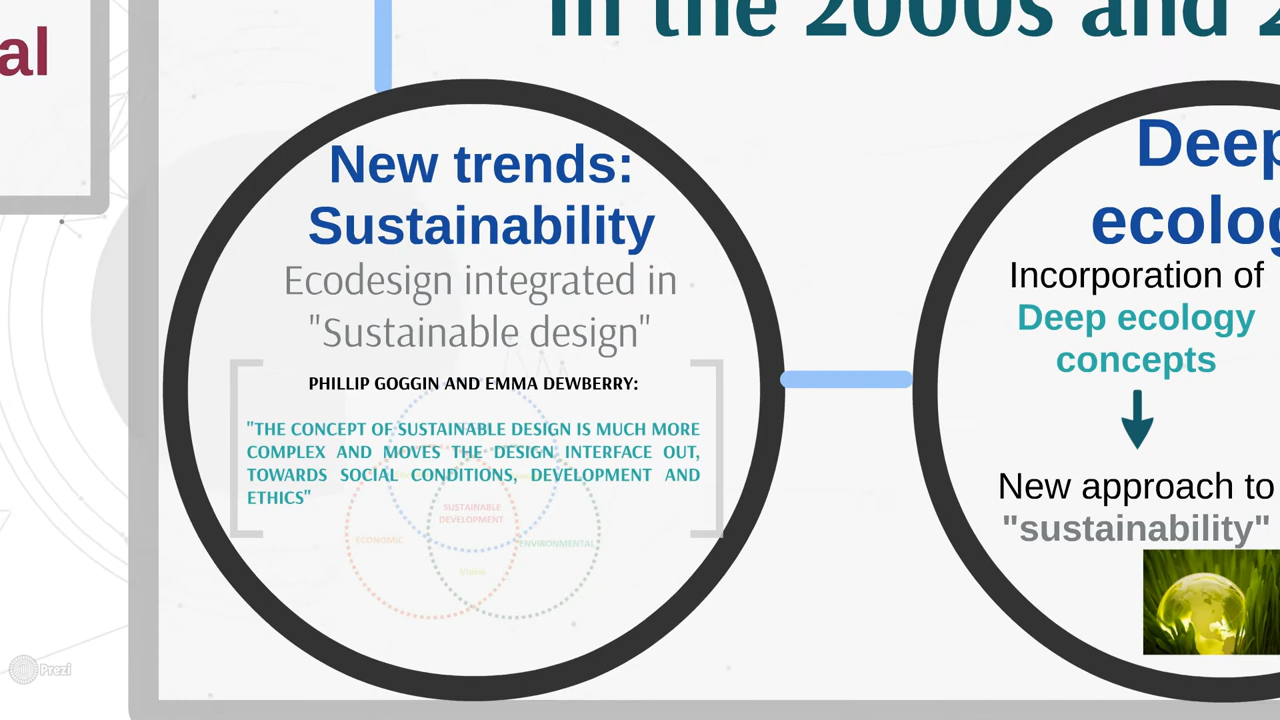 al
in the 2000s and 2
New trends:
Sustainability
Ecodesign integrated in
"Sustainable design"
PHILLIP GOGGIN AND EMMA DEWBERRY:
"THE CONCEPT OF SUSTAINABLE DESIGN IS MUCH MORE
COMPLEX AND MOVES THE DESIGN INTERFACE OUT,
TOWARDS SOCIAL CONDITIONS, DEVELOPMENT AND
ETHICS"
SUSTAINABLE
DEVELOPMENT
ECONOMIC
ENVIRONMENTAL
Deep
ecolog
Incorporation of
Deep ecology
concepts
New approach to
"sustainability"
Prezi